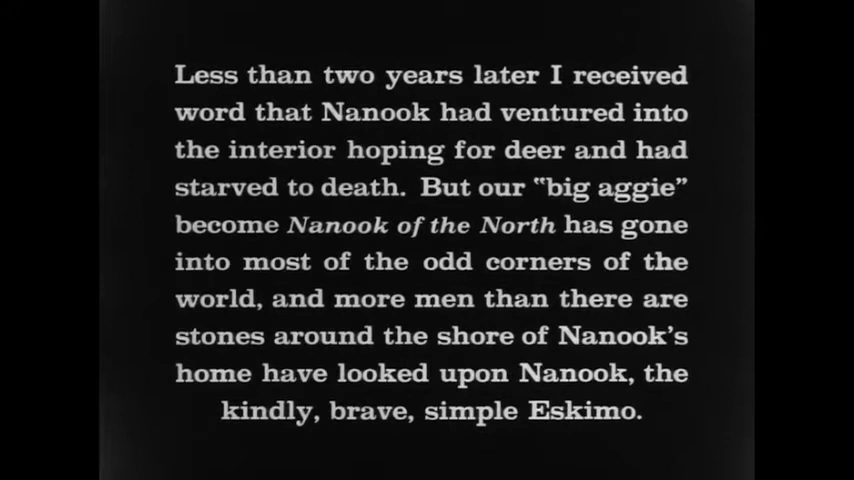 Less than two years later I received
word that Nanook had ventured into
the interior hoping for deer and had
starved to death. But our "big aggie"
become Nanook of the North has gone
into most of the odd corners of the
world, and more men than there are
stones around the shore of Nanook's
home have looked upon Nanook, the
kindly, brave, simple Eskimo.